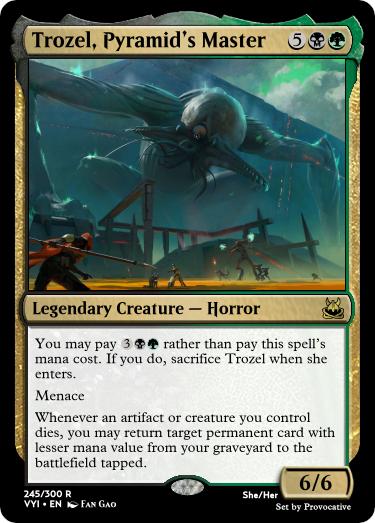 Trozel, Pyramid's Master 5
Legendary Creature — Horror
You may pay 3 rather than pay this spell's
mana cost. If you do, sacrifice Trozel when she
enters.
Menace
Whenever an artifact or creature you control
dies, you may return target permanent card with
lesser mana value from your graveyard to the
battlefield tapped.
6/6
245/300 R
She/Her
VYI • EN Fan Gao
Set by Provocative